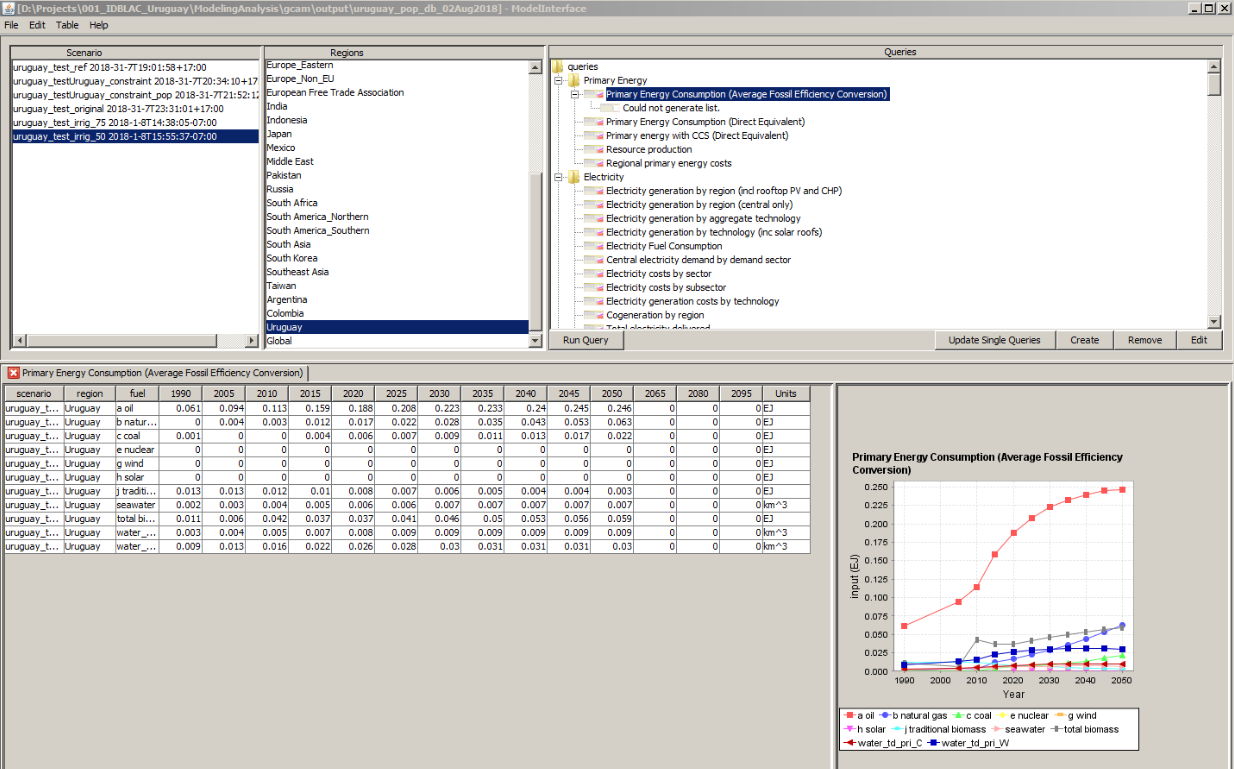 [D:\Projects\001_IDBLAC_Uruguay\ModelingAnalysis\gcam\output\uruguay_pop_db_02Aug2018] - ModelInterface
File Edit Table Help
Scenario
uruguay_test_ref 2018-31-7T19:01:58+17:00
uruguay_testUruguay_constraint 2018-31-7T20:34:10+17
uruguay_testUruguay_constraint_pop 2018-31-7T21:52:12
uruguay_test_original 2018-31-7T23:31:01+17:00
uruguay_test_irrig_75 2018-1-8T14:38:05-07:00
uruguay_test_irrig_50 2018-1-8T15:55:37-07:00
Regions
Europe_Eastern
Europe_Non_EU
European Free Trade Association
India
Indonesia
Japan
Mexico
Middle East
Pakistan
Russia
South Africa
South America_Northern
South America_Southern
South Asia
South Korea
Southeast Asia
Taiwan
Argentina
Colombia
Uruguay
Global
Queries
queries
Primary Energy
Primary Energy Consumption (Average Fossil Efficiency Conversion)
Could not generate list.
Primary Energy Consumption (Direct Equivalent)
Primary energy with CCS (Direct Equivalent)
Resource production
Regional primary energy costs
Electricity
Electricity generation by region (incl rooftop PV and CHP)
Electricity generation by region (central only)
Electricity generation by aggregate technology
Electricity generation by technology (inc solar roofs)
Electricity Fuel Consumption
Central electricity demand by demand sector
Electricity costs by sector
Electricity costs by subsector
Electricity generation costs by technology
Cogeneration by region
Total electricity delivered
Run Query Update Single Queries Create Remove Edit
Primary Energy Consumption (Average Fossil Efficiency Conversion)
scenario region fuel 1990 2005 2010 2015 2020 2025 2030 2035 2040 2045 2050 2065 2080 2095 Units
uruguay_t... Uruguay a oil 0.061 0.094 0.113 0.159 0.188 0.208 0.223 0.233 0.24 0.245 0.246 0 0 0 EJ
uruguay_t... Uruguay b natur... 0 0.004 0.003 0.012 0.017 0.022 0.028 0.035 0.043 0.053 0.063 0 0 0 EJ
uruguay_t... Uruguay c coal 0.001 0 0 0.004 0.006 0.007 0.009 0.011 0.013 0.017 0.022 0 0 0 EJ
uruguay_t... Uruguay e nuclear 0 0 0 0 0 0 0 0 0 0 0 0 0 0 EJ
uruguay_t... Uruguay g wind 0 0 0 0 0 0 0 0 0 0 0 0 0 0 EJ
uruguay_t... Uruguay h solar 0 0 0 0 0 0 0 0 0 0 0 0 0 0 EJ
uruguay_t... Uruguay j traditi... 0.013 0.013 0.012 0.01 0.008 0.007 0.006 0.005 0.004 0.004 0.003 0 0 0 EJ
uruguay_t... Uruguay seawater 0.002 0.003 0.004 0.005 0.006 0.006 0.007 0.007 0.007 0.007 0.007 0 0 0 km^3
uruguay_t... Uruguay total bi... 0.011 0.006 0.042 0.037 0.037 0.041 0.046 0.05 0.053 0.056 0.059 0 0 0 EJ
uruguay_t... Uruguay water_... 0.003 0.004 0.005 0.007 0.008 0.009 0.009 0.009 0.009 0.009 0.009 0 0 0 km^3
uruguay_t... Uruguay water_... 0.009 0.013 0.016 0.022 0.026 0.028 0.03 0.031 0.031 0.031 0.03 0 0 0 km^3
Primary Energy Consumption (Average Fossil Efficiency
Conversion)
input (EJ)
0.250
0.225
0.200
0.175
0.150
0.125
0.100
0.075
0.050
0.025
0.000
1990 2000 2010 2020 2030 2040 2050
Year
a oil b natural gas c coal e nuclear g wind
h solar j traditional biomass seawater total biomass
water_td_pri_C water_td_pri_W